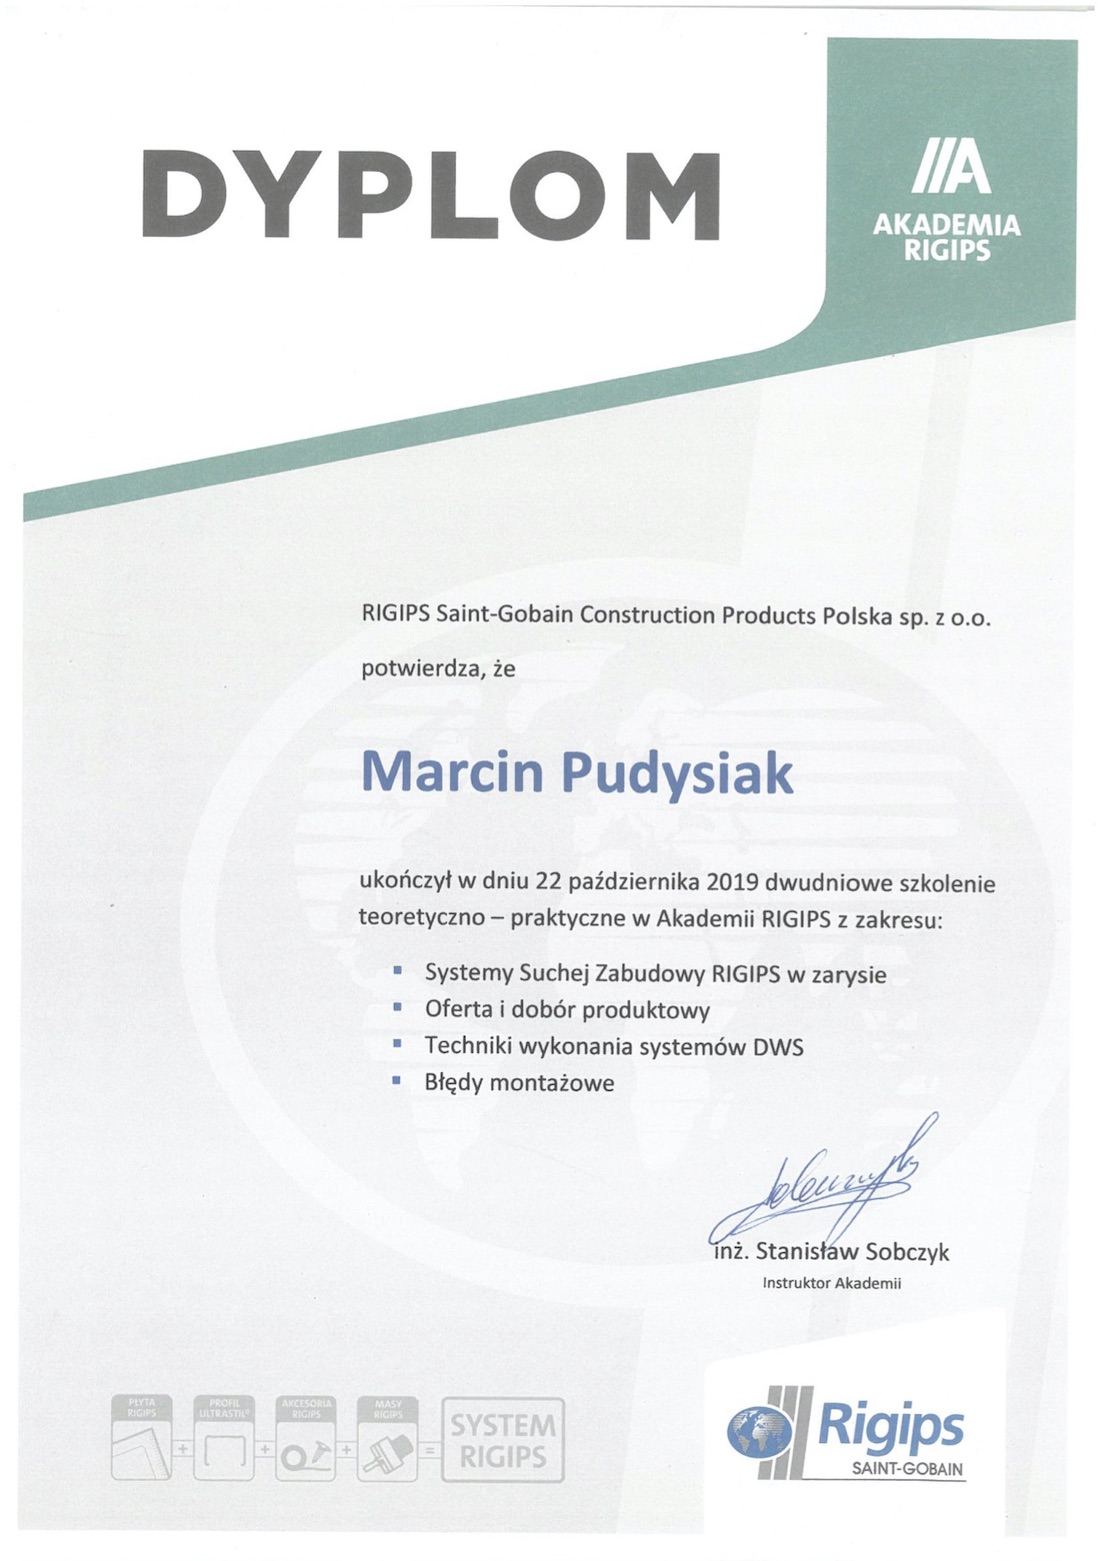 DYPLOM
AKADEMIA
RIGIPS
RIGIPS Saint-Gobain Construction Products Polska sp. z o.o.
potwierdza, że
Marcin Pudysiak
ukończył w dniu 22 października 2019 dwudniowe szkolenie
teoretyczno – praktyczne w Akademii RIGIPS z zakresu:
▪ Systemy Suchej Zabudowy RIGIPS w zarysie
▪ Oferta i dobór produktowy
▪ Techniki wykonania systemów DWS
▪ Błędy montażowe
inż. Stanisław Sobczyk
Instruktor Akademii
PŁYTA
RIGIPS
+
PROFIL
ULTRASTIL®
+
AKCESORIA
RIGIPS
+
MASY
RIGIPS
=
SYSTEM
RIGIPS
Rigips
SAINT-GOBAIN